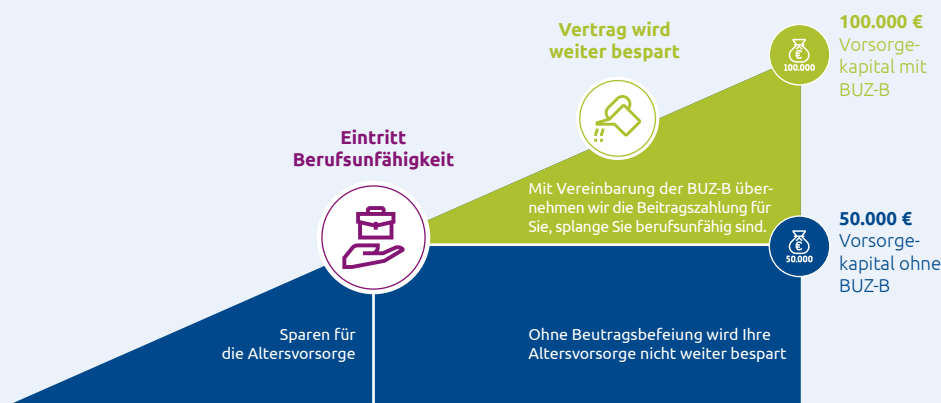 Vertrag wird
weiter bespart
100.000 €
Vorsorge-
kapital mit
BUZ-B
€
100.000
Eintritt
Berufsunfähigkeit
Mit Vereinbarung der BUZ-B über-
nehmen wir die Beitragszahlung für
Sie, splange Sie berufsunfähig sind.
50.000 €
Vorsorge-
kapital ohne
BUZ-B
€
50.000
Sparen für
die Altersvorsorge
Ohne Beutragsbefeiung wird Ihre
Altersvorsorge nicht weiter bespart